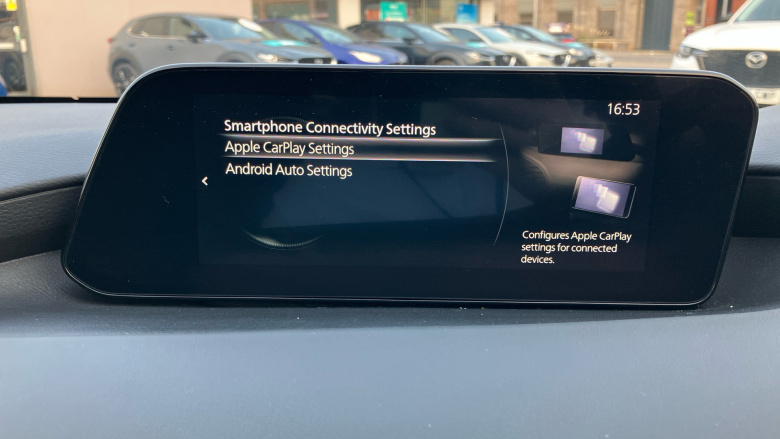 16:53
Smartphone Connectivity Settings
Apple CarPlay Settings
Android Auto Settings
Configures Apple CarPlay
settings for connected
devices.